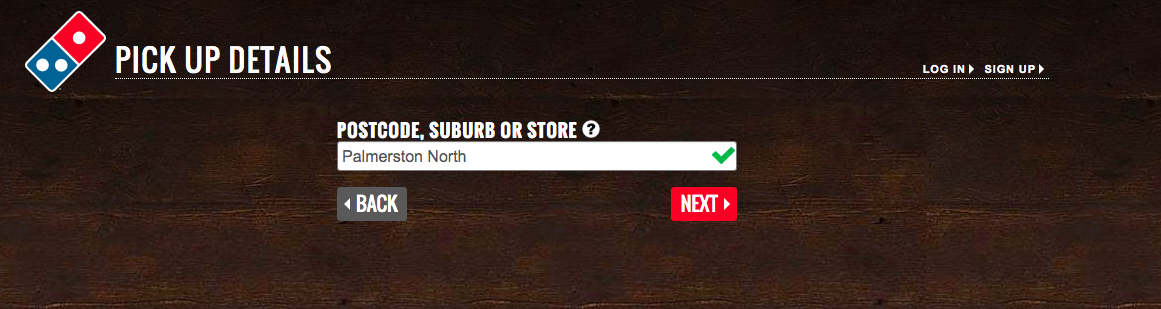 PICK UP DETAILS
LOG IN SIGN UP
POSTCODE, SUBURB OR STORE ?
Palmerston North
BACK NEXT